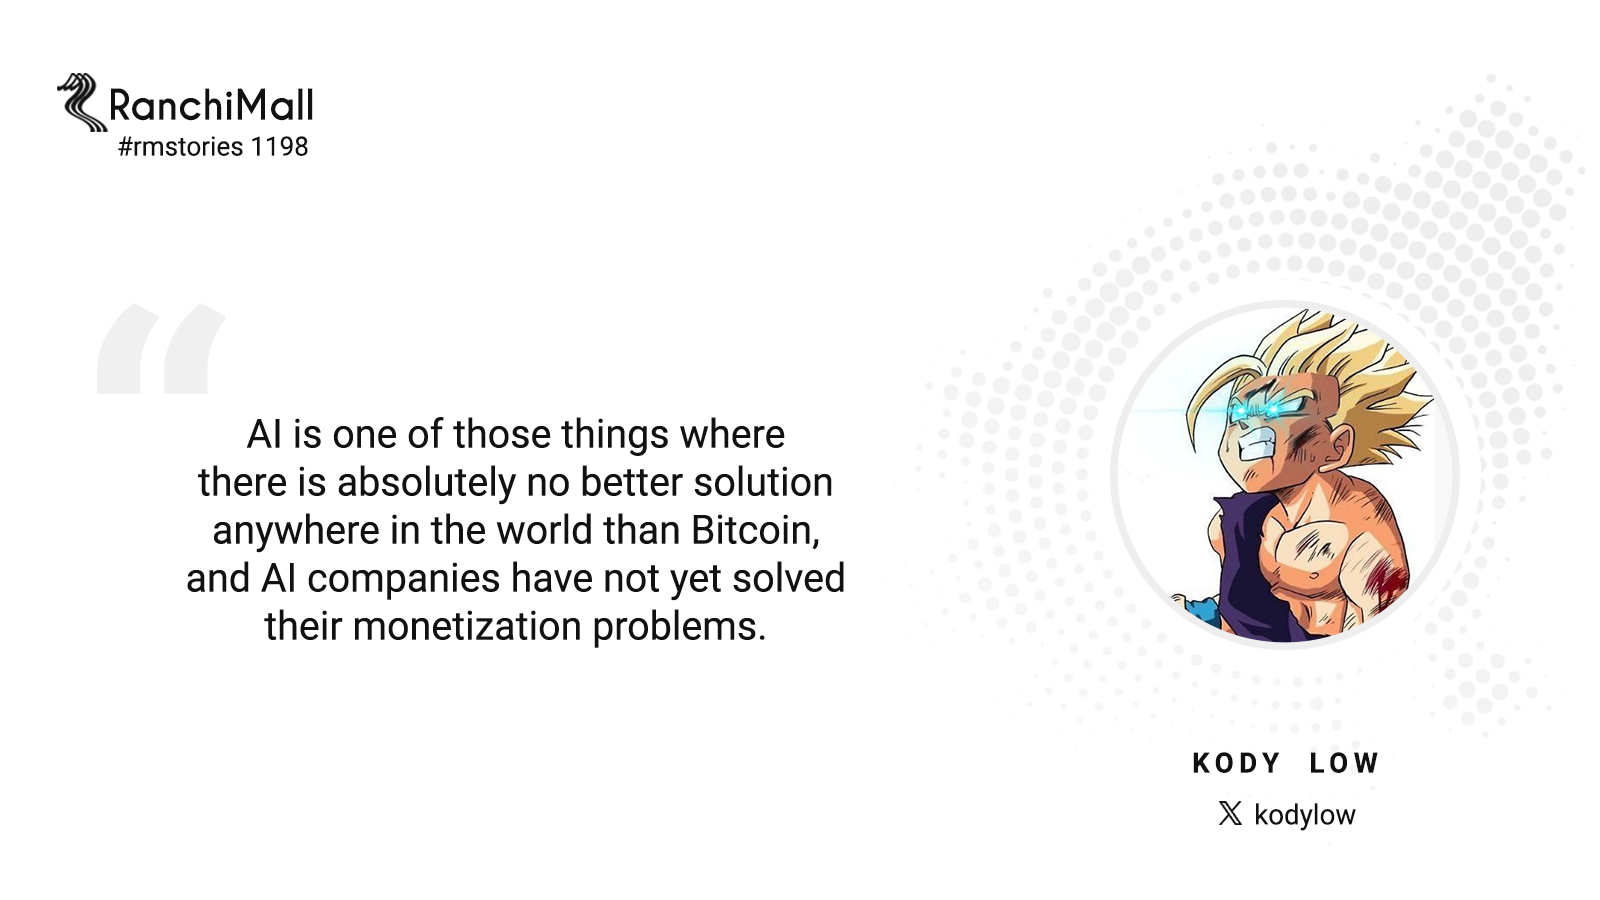 RanchiMall
#rmstories 1198
“
AI is one of those things where
there is absolutely no better solution
anywhere in the world than Bitcoin,
and AI companies have not yet solved
their monetization problems.
KODY LOW
𝕏 kodylow